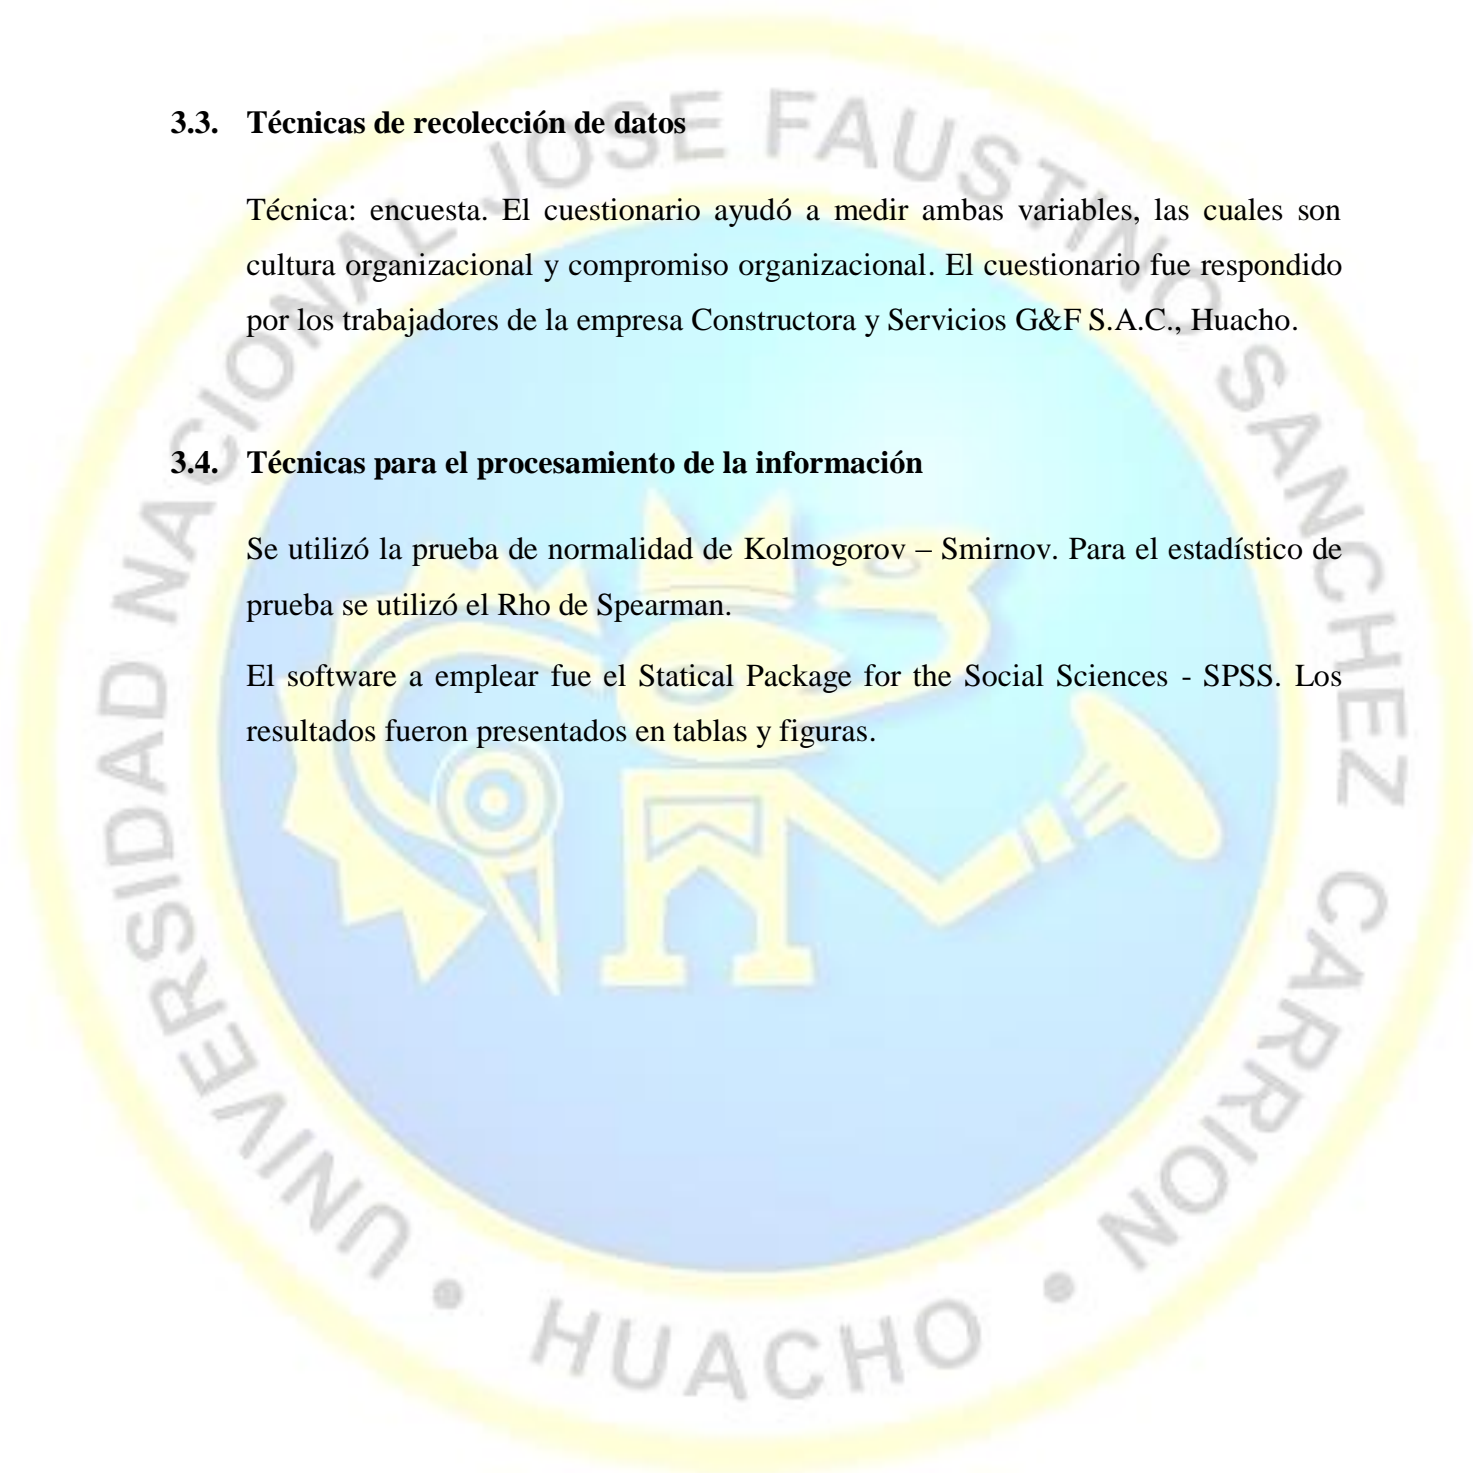 3.3. Técnicas de recolección de datos
Técnica: encuesta. El cuestionario ayudó a medir ambas variables, las cuales son
cultura organizacional y compromiso organizacional. El cuestionario fue respondido
por los trabajadores de la empresa Constructora y Servicios G&F S.A.C., Huacho.
3.4. Técnicas para el procesamiento de la información
Se utilizó la prueba de normalidad de Kolmogorov – Smirnov. Para el estadístico de
prueba se utilizó el Rho de Spearman.
El software a emplear fue el Statical Package for the Social Sciences - SPSS. Los
resultados fueron presentados en tablas y figuras.
UNIVERSIDAD NACIONAL JOSE FAUSTINO SANCHEZ CARRION • HUACHO •